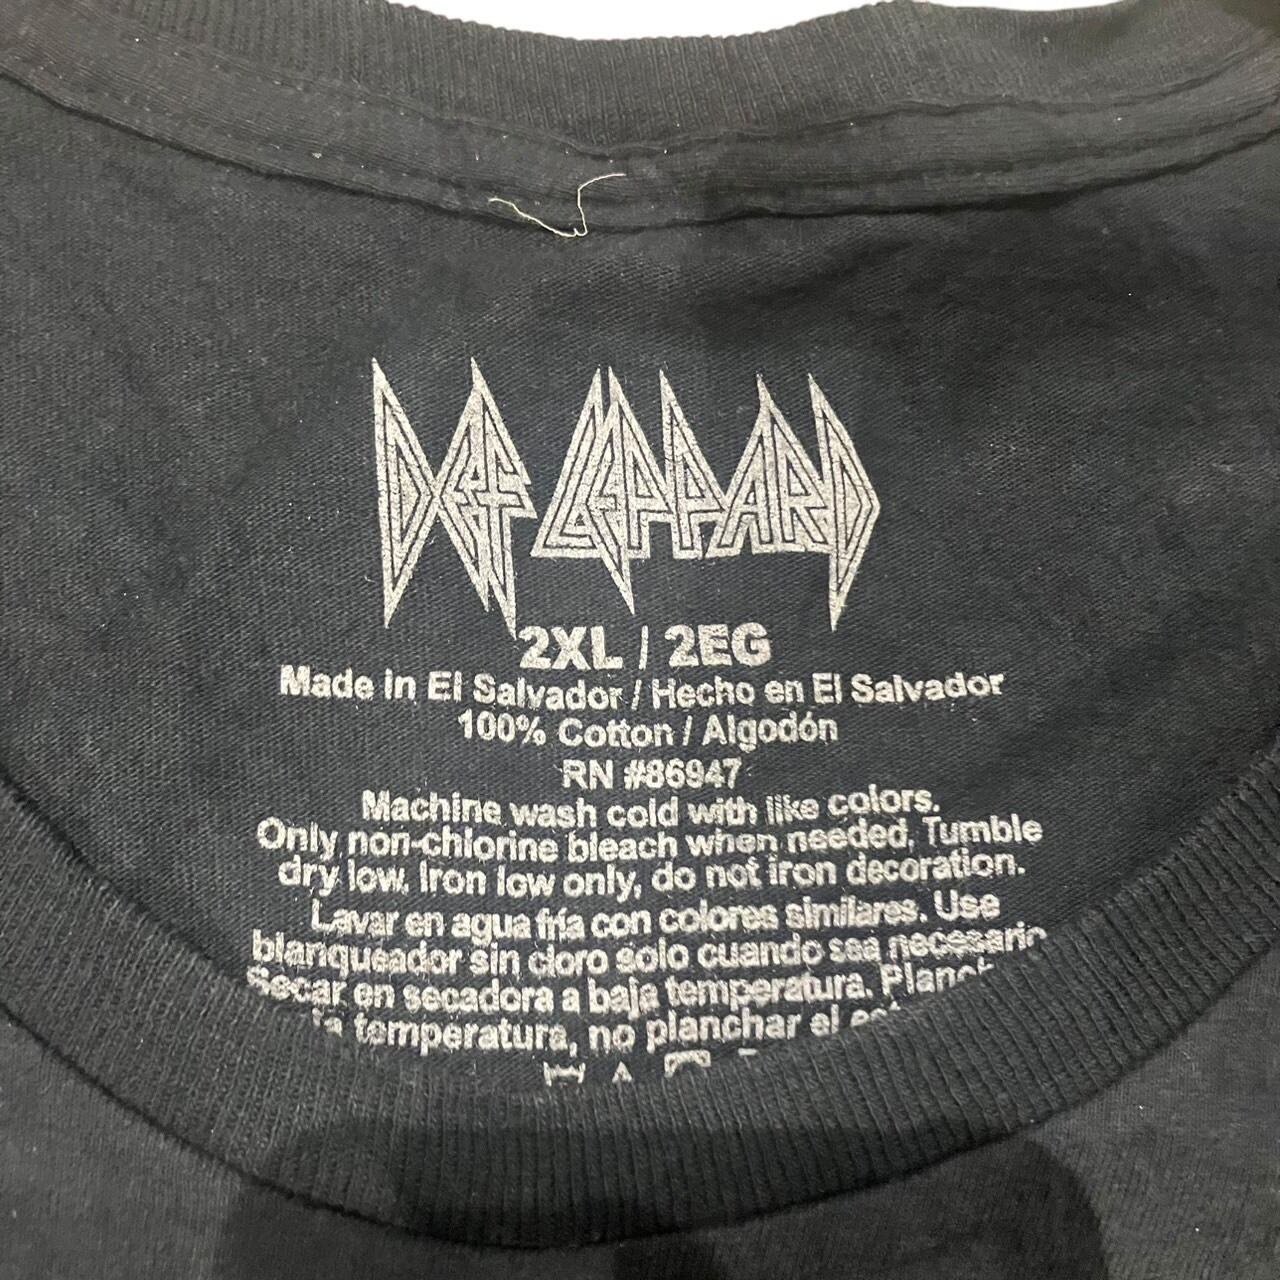 DEF LEPPARD
2XL / 2EG
Made in El Salvador / Hecho en El Salvador
100% Cotton / Algodón
RN #86947
Machine wash cold with like colors.
Only non-chlorine bleach when needed. Tumble
dry low. Iron low only, do not iron decoration.
Lavar en agua fría con colores similares. Use
blanqueador sin cloro solo cuando sea necesario
Secar en secadora a baja temperatura.
temperatura, no planchar el